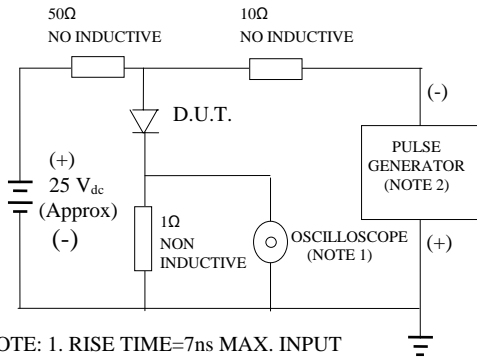 50Ω
NO INDUCTIVE
10Ω
NO INDUCTIVE
D.U.T.
(-)
PULSE
GENERATOR
(NOTE 2)
(+)
(+)
25 Vdc
(Approx)
(-)
1Ω
NON
INDUCTIVE
OSCILLOSCOPE
(NOTE 1)
OTE: 1. RISE TIME=7ns MAX. INPUT